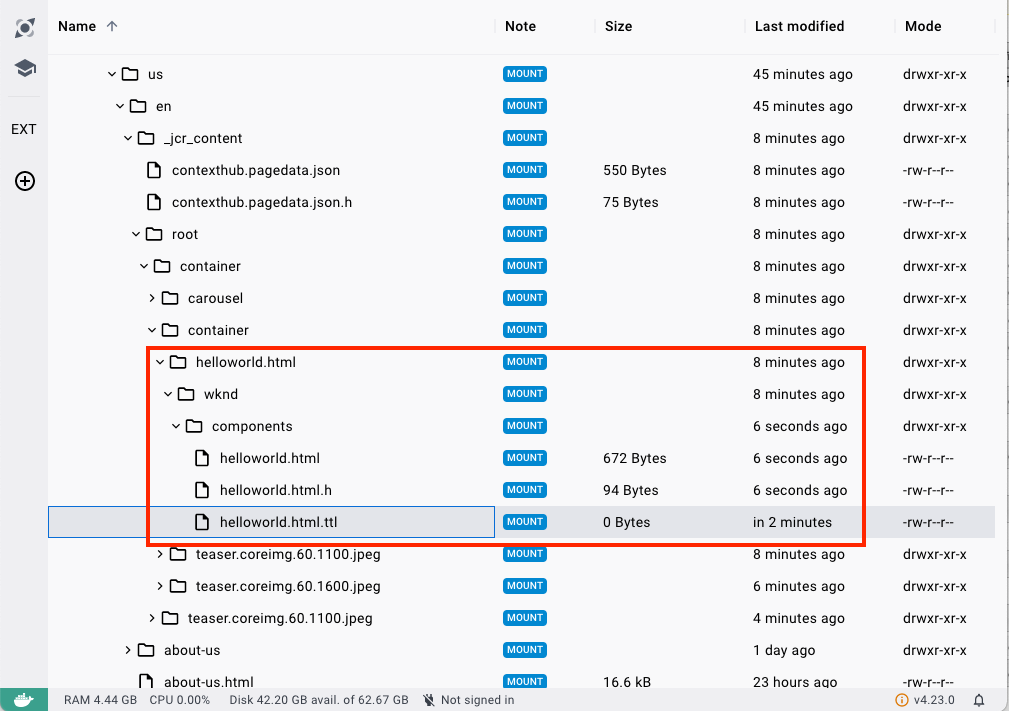 Name Note Size Last modified Mode
us MOUNT 45 minutes ago drwxr-xr-x
en MOUNT 45 minutes ago drwxr-xr-x
_jcr_content MOUNT 8 minutes ago drwxr-xr-x
EXT
contexthub.pagedata.json MOUNT 550 Bytes 8 minutes ago -rw-r--r--
contexthub.pagedata.json.h MOUNT 75 Bytes 8 minutes ago -rw-r--r--
root MOUNT 8 minutes ago drwxr-xr-x
container MOUNT 8 minutes ago drwxr-xr-x
carousel MOUNT 8 minutes ago drwxr-xr-x
container MOUNT 8 minutes ago drwxr-xr-x
helloworld.html MOUNT 8 minutes ago drwxr-xr-x
wknd MOUNT 8 minutes ago drwxr-xr-x
components MOUNT 6 seconds ago drwxr-xr-x
helloworld.html MOUNT 672 Bytes 6 seconds ago -rw-r--r--
helloworld.html.h MOUNT 94 Bytes 6 seconds ago -rw-r--r--
helloworld.html.ttl MOUNT 0 Bytes in 2 minutes -rw-r--r--
teaser.coreimg.60.1100.jpeg MOUNT 8 minutes ago drwxr-xr-x
teaser.coreimg.60.1600.jpeg MOUNT 6 minutes ago drwxr-xr-x
teaser.coreimg.60.1100.jpeg MOUNT 4 minutes ago drwxr-xr-x
about-us MOUNT 1 day ago drwxr-xr-x
about-us.html MOUNT 16.6 kB 23 hours ago -rw-r--r--
RAM 4.44 GB CPU 0.00% Disk 42.20 GB avail. of 62.67 GB Not signed in v4.23.0